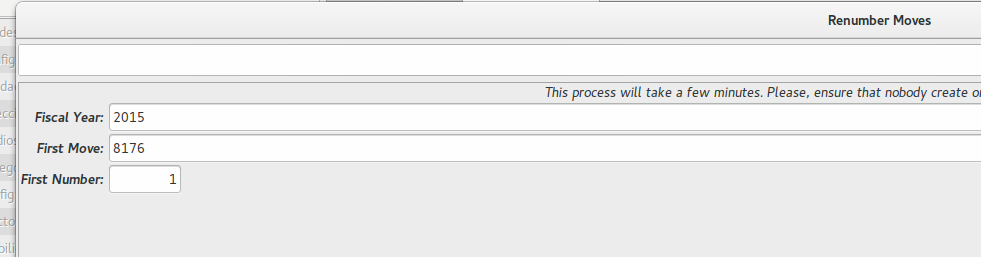 Renumber Moves
This process will take a few minutes. Please, ensure that nobody create
Fiscal Year: 2015
First Move: 8176
First Number: 1